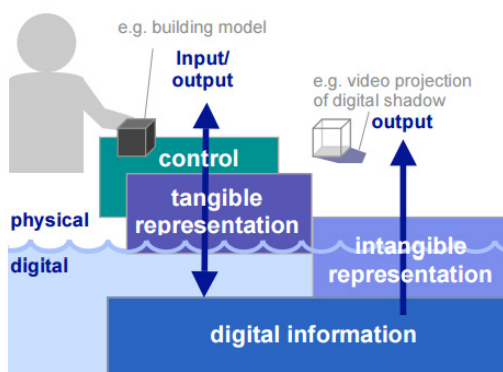 e.g. building model
Input/
output
e.g. video projection
of digital shadow
output
control
tangible
representation
physical
digital
intangible
representation
digital information